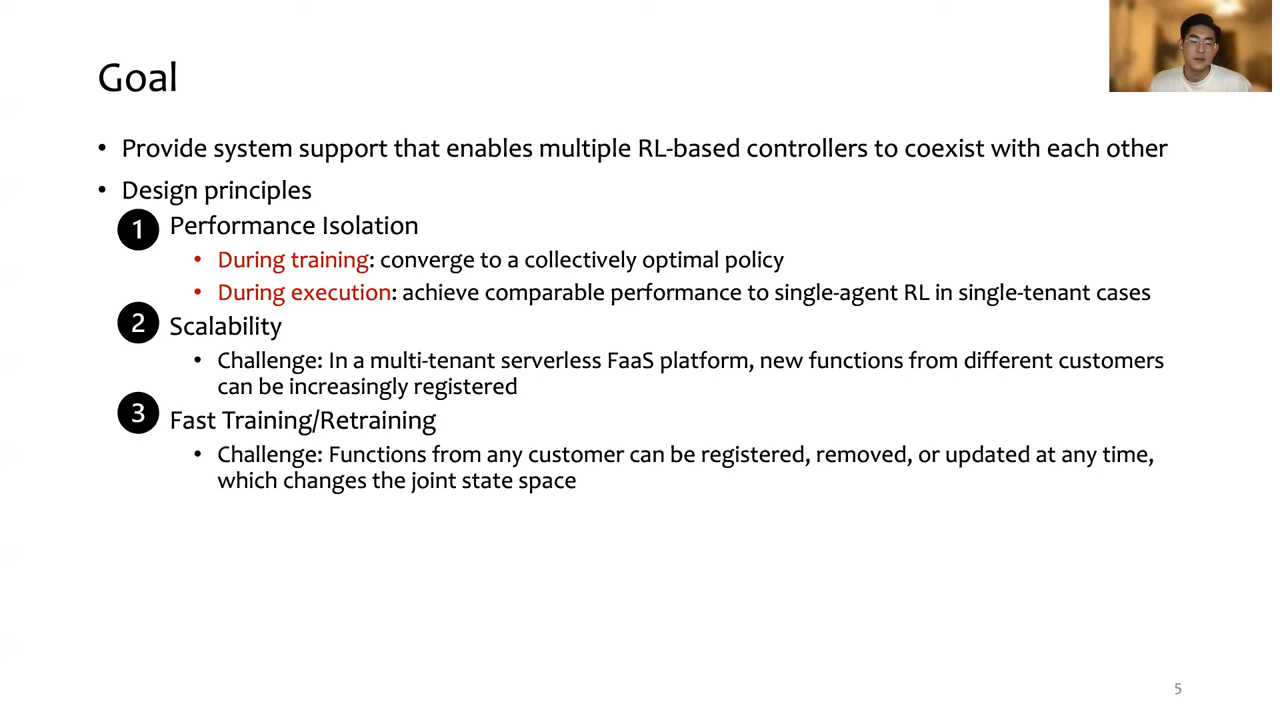 Goal
• Provide system support that enables multiple RL-based controllers to coexist with each other
• Design principles
1 Performance Isolation
• During training: converge to a collectively optimal policy
• During execution: achieve comparable performance to single-agent RL in single-tenant cases
2 Scalability
• Challenge: In a multi-tenant serverless FaaS platform, new functions from different customers
can be increasingly registered
3 Fast Training/Retraining
• Challenge: Functions from any customer can be registered, removed, or updated at any time,
which changes the joint state space
5